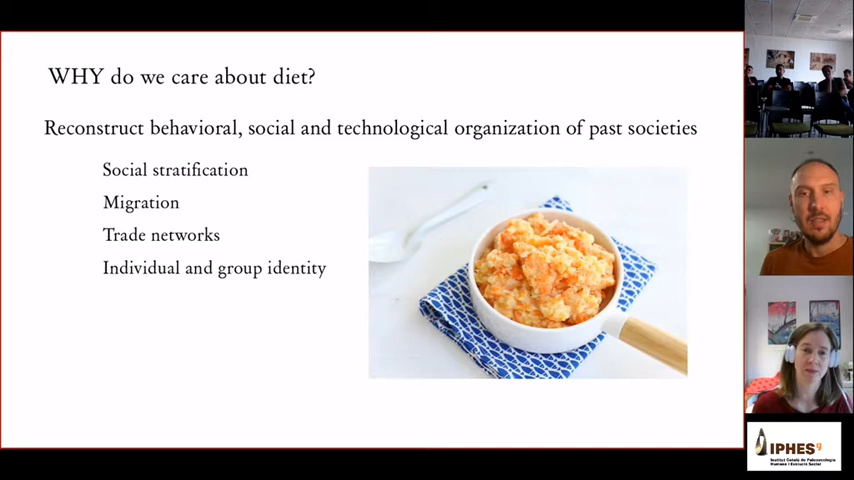 WHY do we care about diet?
Reconstruct behavioral, social and technological organization of past societies
Social stratification
Migration
Trade networks
Individual and group identity
IPHES
Institut Català de Paleoecologia
Humana i Evolució Social